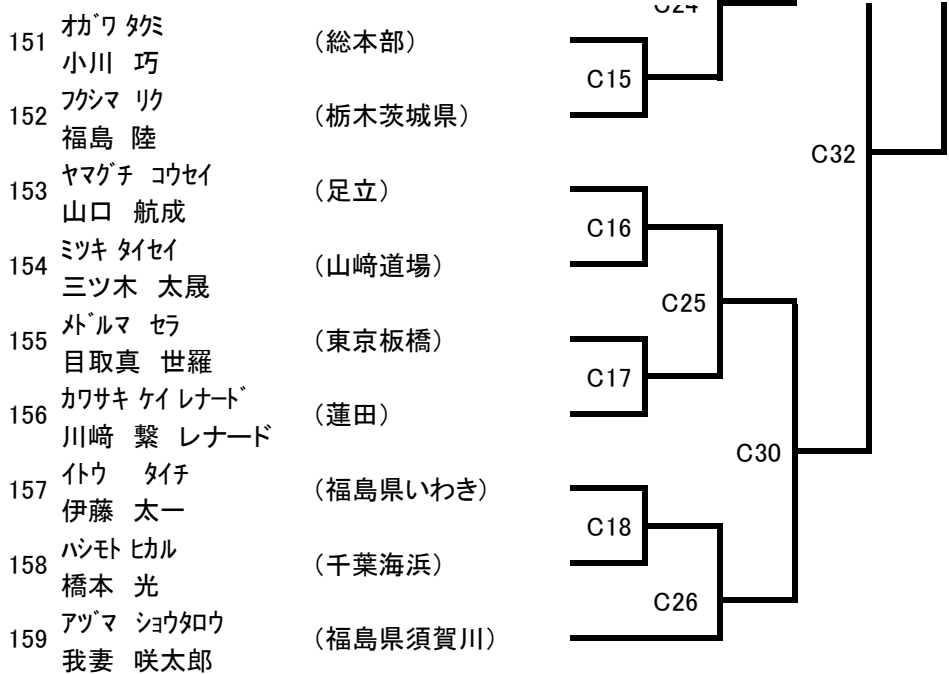 C24
オガワ タクミ
151 (総本部)
小川 巧
C15
フクシマ リク
152 (栃木茨城県)
福島 陸
C32
ヤマグチ コウセイ
153 (足立)
山口 航成
C16
ミツキ タイセイ
154 (山﨑道場)
三ツ木 太晟
C25
メドルマ セラ
155 (東京板橋)
目取真 世羅
C17
カワサキ ケイ レナード
156 (蓮田)
川﨑 繋 レナード
C30
イトウ タイチ
157 (福島県いわき)
伊藤 太一
C18
ハシモト ヒカル
158 (千葉海浜)
橋本 光
C26
アヅマ ショウタロウ
159 (福島県須賀川)
我妻 咲太郎